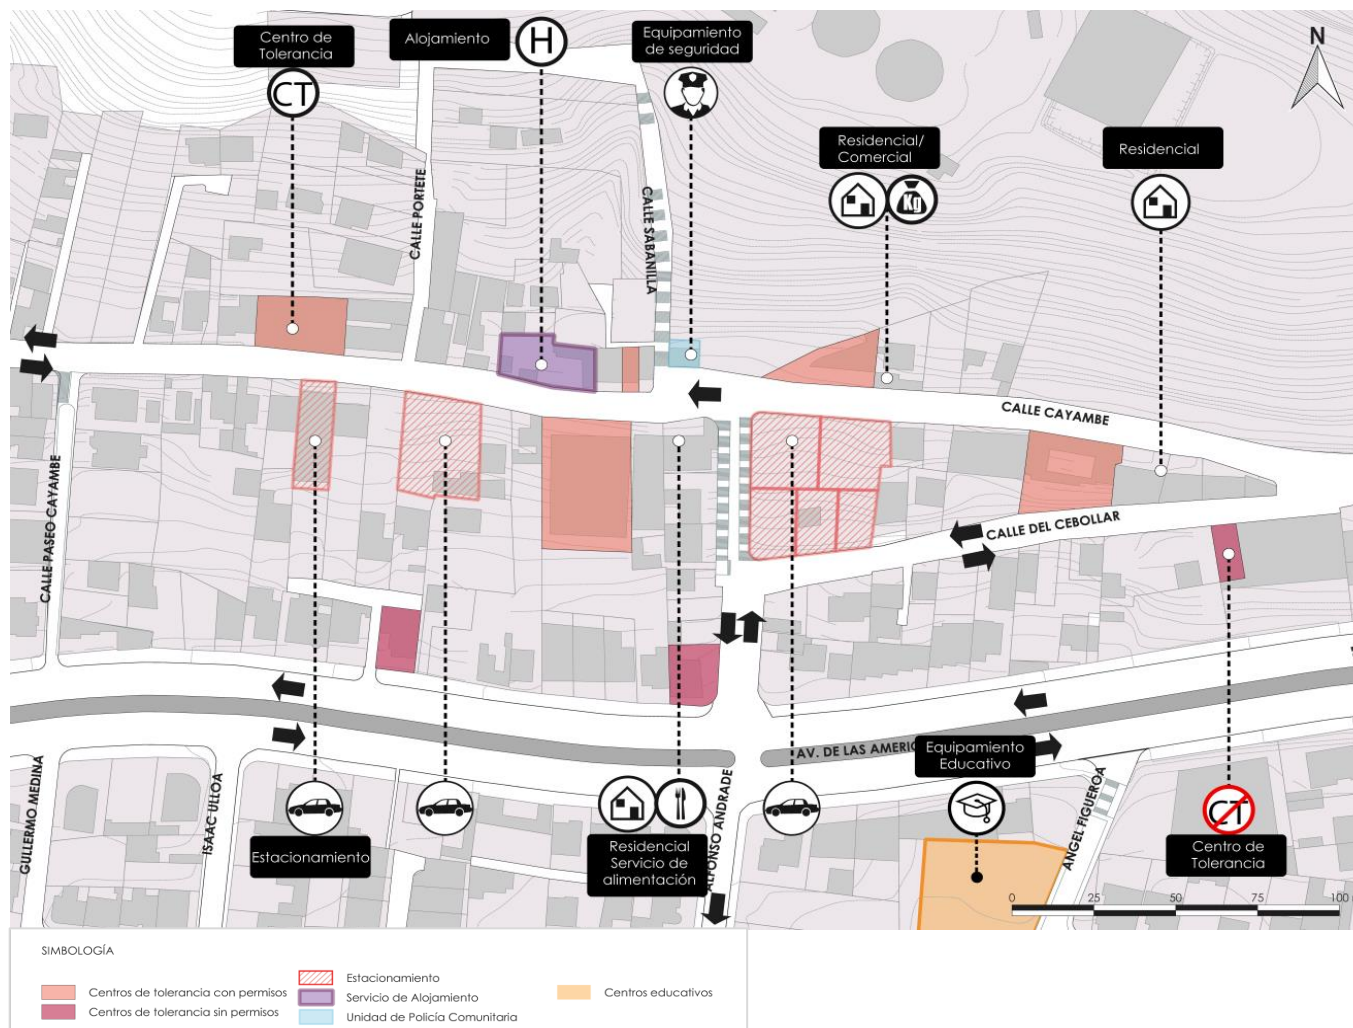 Centro de
Tolerancia
CT
Alojamiento
H
Equipamiento
de seguridad
Residencial/
Comercial
Kg
Residencial
N
CALLE PORTETE
CALLE SABANILLA
CALLE CAYAMBE
CALLE PASEO CAYAMBE
CALLE DEL CEBOLLAR
AV. DE LAS AMERIC
Equipamiento
Educativo
GUILLERMO MEDINA
ISAAC ULLOA
ALFONSO ANDRADE
ANGEL FIGUEROA
Estacionamiento
Residencial
Servicio de
alimentación
CT
Centro de
Tolerancia
0 25 50 75 100
SIMBOLOGÍA
Centros de tolerancia con permisos
Centros de tolerancia sin permisos
Estacionamiento
Servicio de Alojamiento
Unidad de Policía Comunitaria
Centros educativos